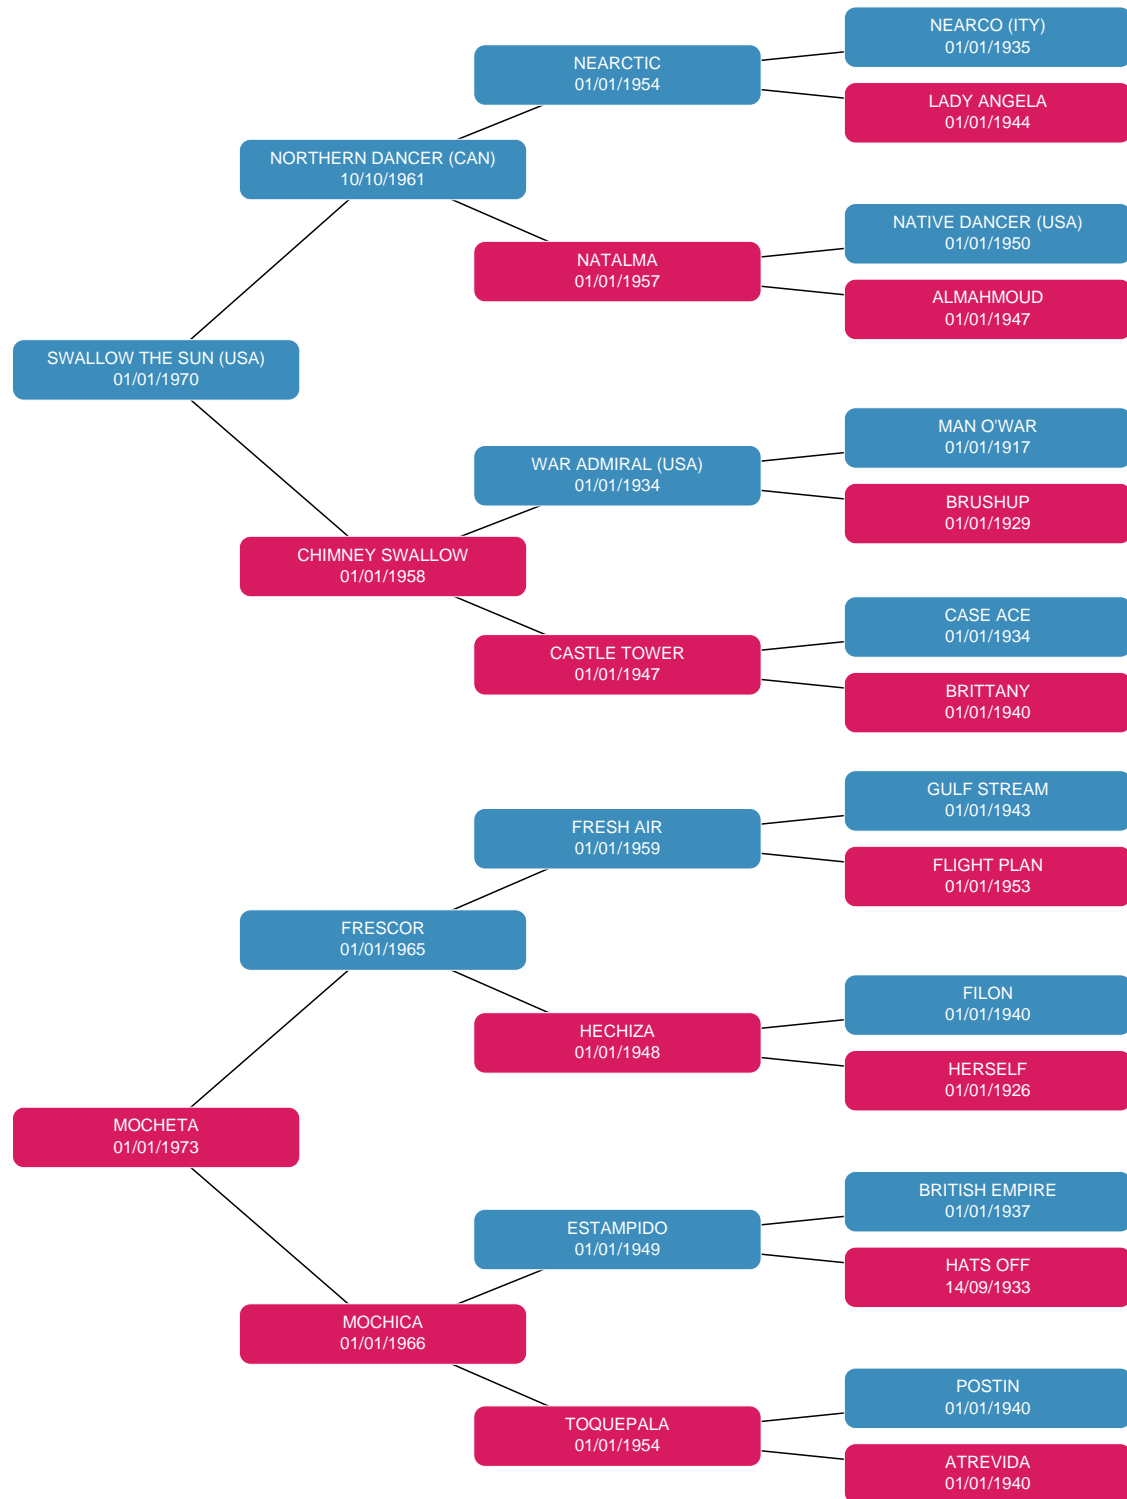 NEARCO (ITY)
01/01/1935
NEARCTIC
01/01/1954
LADY ANGELA
01/01/1944
NORTHERN DANCER (CAN)
10/10/1961
NATIVE DANCER (USA)
01/01/1950
NATALMA
01/01/1957
ALMAHMOUD
01/01/1947
SWALLOW THE SUN (USA)
01/01/1970
MAN O'WAR
01/01/1917
WAR ADMIRAL (USA)
01/01/1934
BRUSHUP
01/01/1929
CHIMNEY SWALLOW
01/01/1958
CASE ACE
01/01/1934
CASTLE TOWER
01/01/1947
BRITTANY
01/01/1940
GULF STREAM
01/01/1943
FRESH AIR
01/01/1959
FLIGHT PLAN
01/01/1953
FRESCOR
01/01/1965
FILON
01/01/1940
HECHIZA
01/01/1948
HERSELF
01/01/1926
MOCHETA
01/01/1973
BRITISH EMPIRE
01/01/1937
ESTAMPIDO
01/01/1949
HATS OFF
14/09/1933
MOCHICA
01/01/1966
POSTIN
01/01/1940
TOQUEPALA
01/01/1954
ATREVIDA
01/01/1940